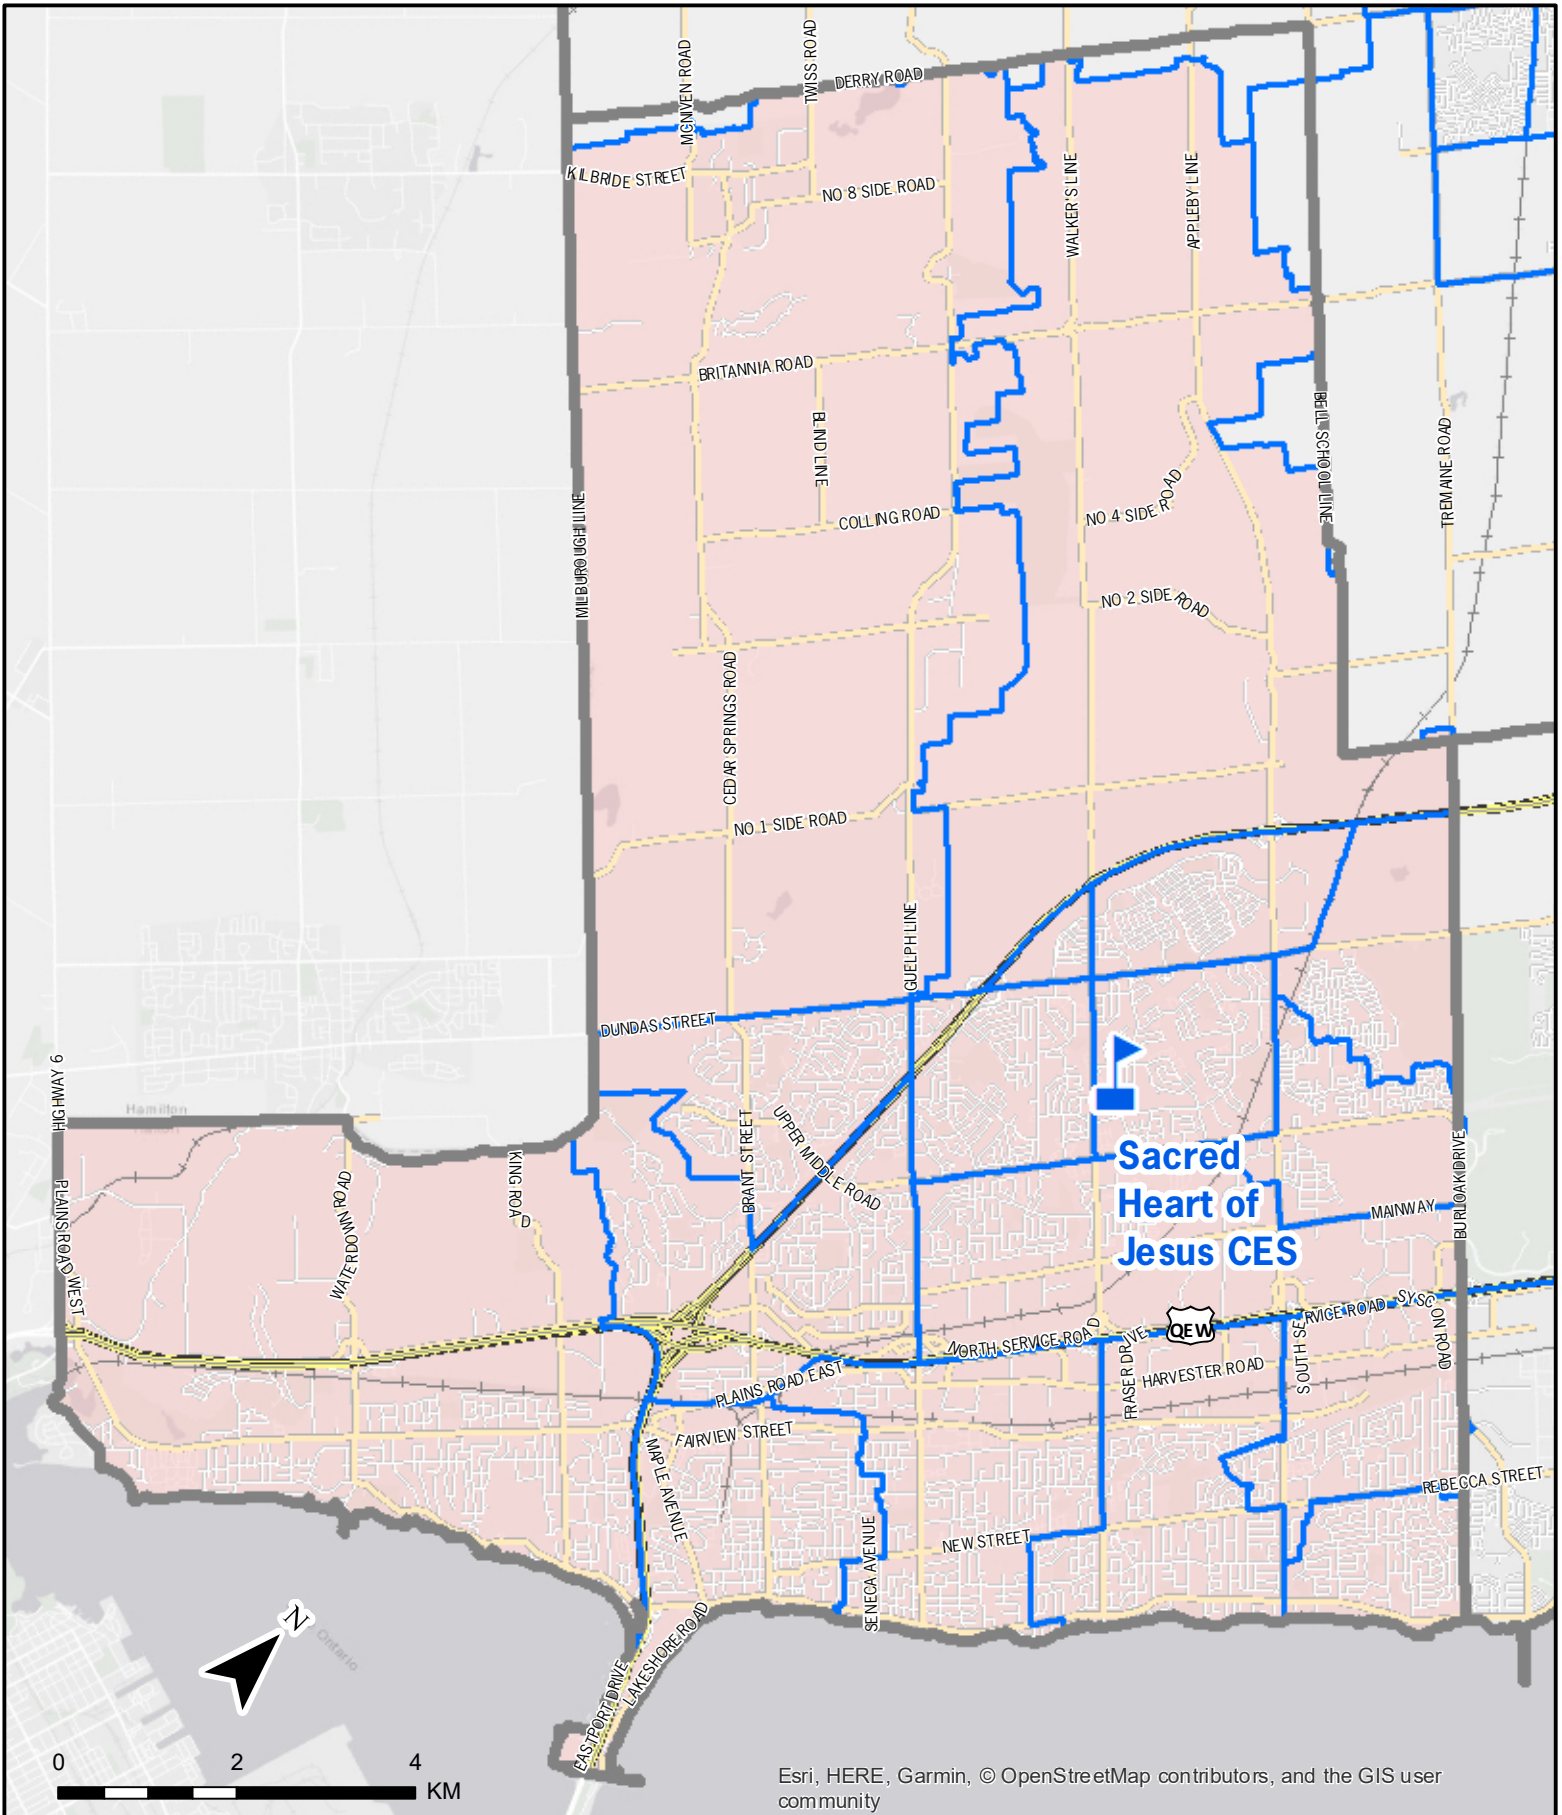 MCNIVEN ROAD
TWISS ROAD
DERRY ROAD
KILBRIDE STREET
NO 8 SIDE ROAD
WALKER'S LINE
APPLEBY LINE
BRITANNIA ROAD
BLIND LINE
BELL SCHOOL LINE
TREMAINE ROAD
MILBOROUGH LINE
COLLING ROAD
NO 4 SIDE ROAD
NO 2 SIDE ROAD
CEDAR SPRINGS ROAD
NO 1 SIDE ROAD
GUELPH LINE
DUNDAS STREET
HIGHWAY 6
Hamilton
BRANT STREET
UPPER MIDDLE ROAD
Sacred
Heart of
Jesus CES
BURLOAK DRIVE
MAINWAY
PLAINS ROAD WEST
WATERDOWN ROAD
KING ROAD
QEW
NORTH SERVICE ROAD
FRASER DRIVE
SOUTH SERVICE ROAD
SYSCON ROAD
HARVESTER ROAD
PLAINS ROAD EAST
FAIRVIEW STREET
MAPLE AVENUE
REBECCA STREET
NEW STREET
SENECA AVENUE
LAKESHORE ROAD
EASTPORT DRIVE
N
Ontario
0 2 4
KM
Esri, HERE, Garmin, © OpenStreetMap contributors, and the GIS user
community